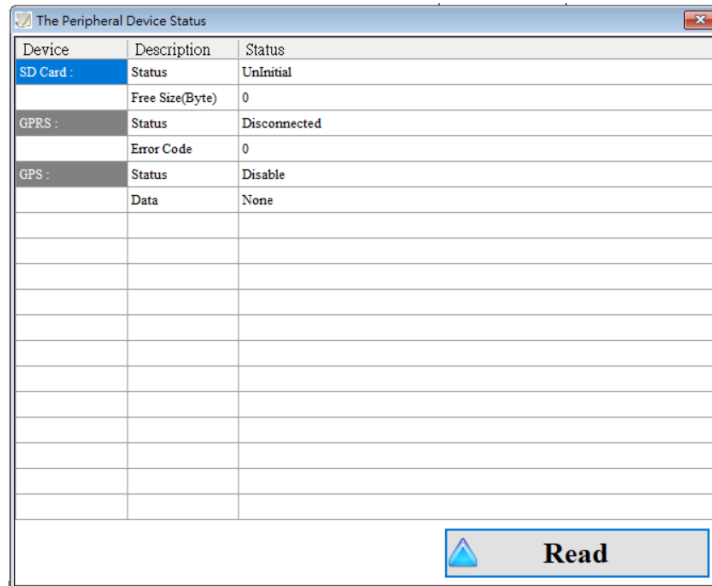 The Peripheral Device Status
Device Description Status
SD Card : Status UnInitial
Free Size(Byte) 0
GPRS : Status Disconnected
Error Code 0
GPS : Status Disable
Data None
Read